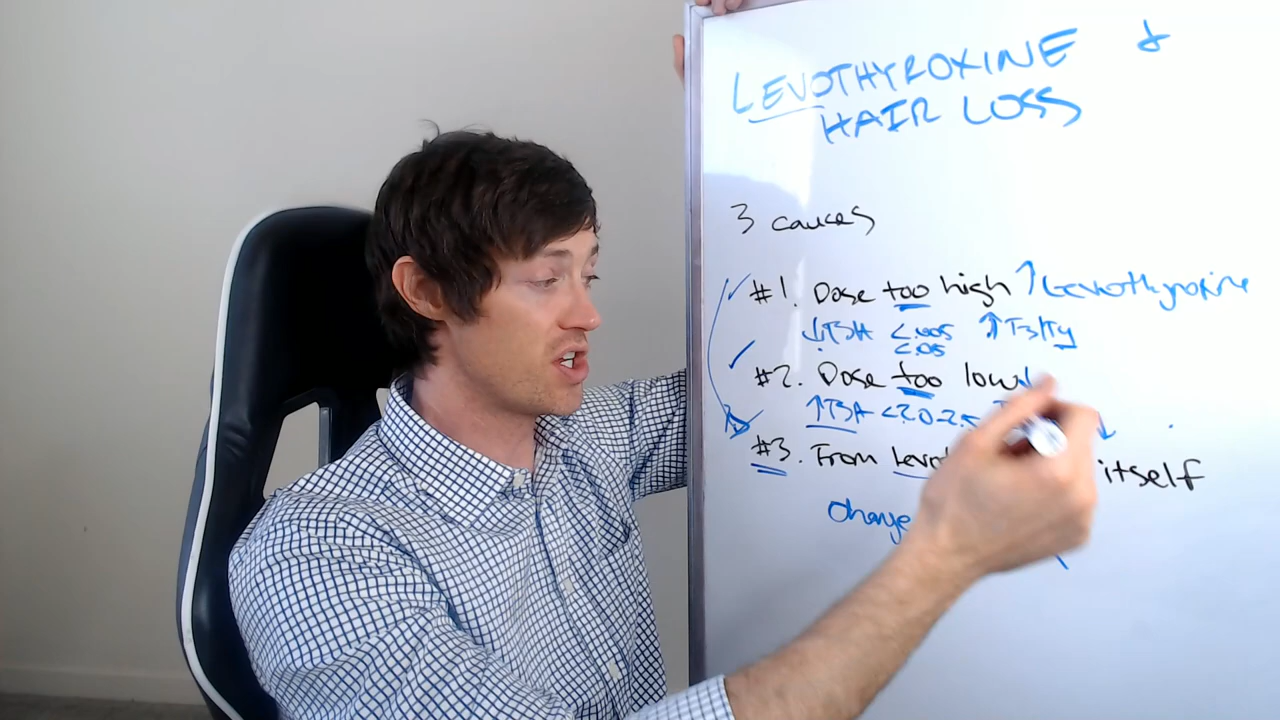 LEVOTHYROXINE &
HAIR LOSS
3 causes
#1. Dose too high ↑ Levothyroxine
↓TSH <.005 ↑T3/T4
<.05
#2. Dose too low
↑TSH <2.0-2.5
#3. From itself
change